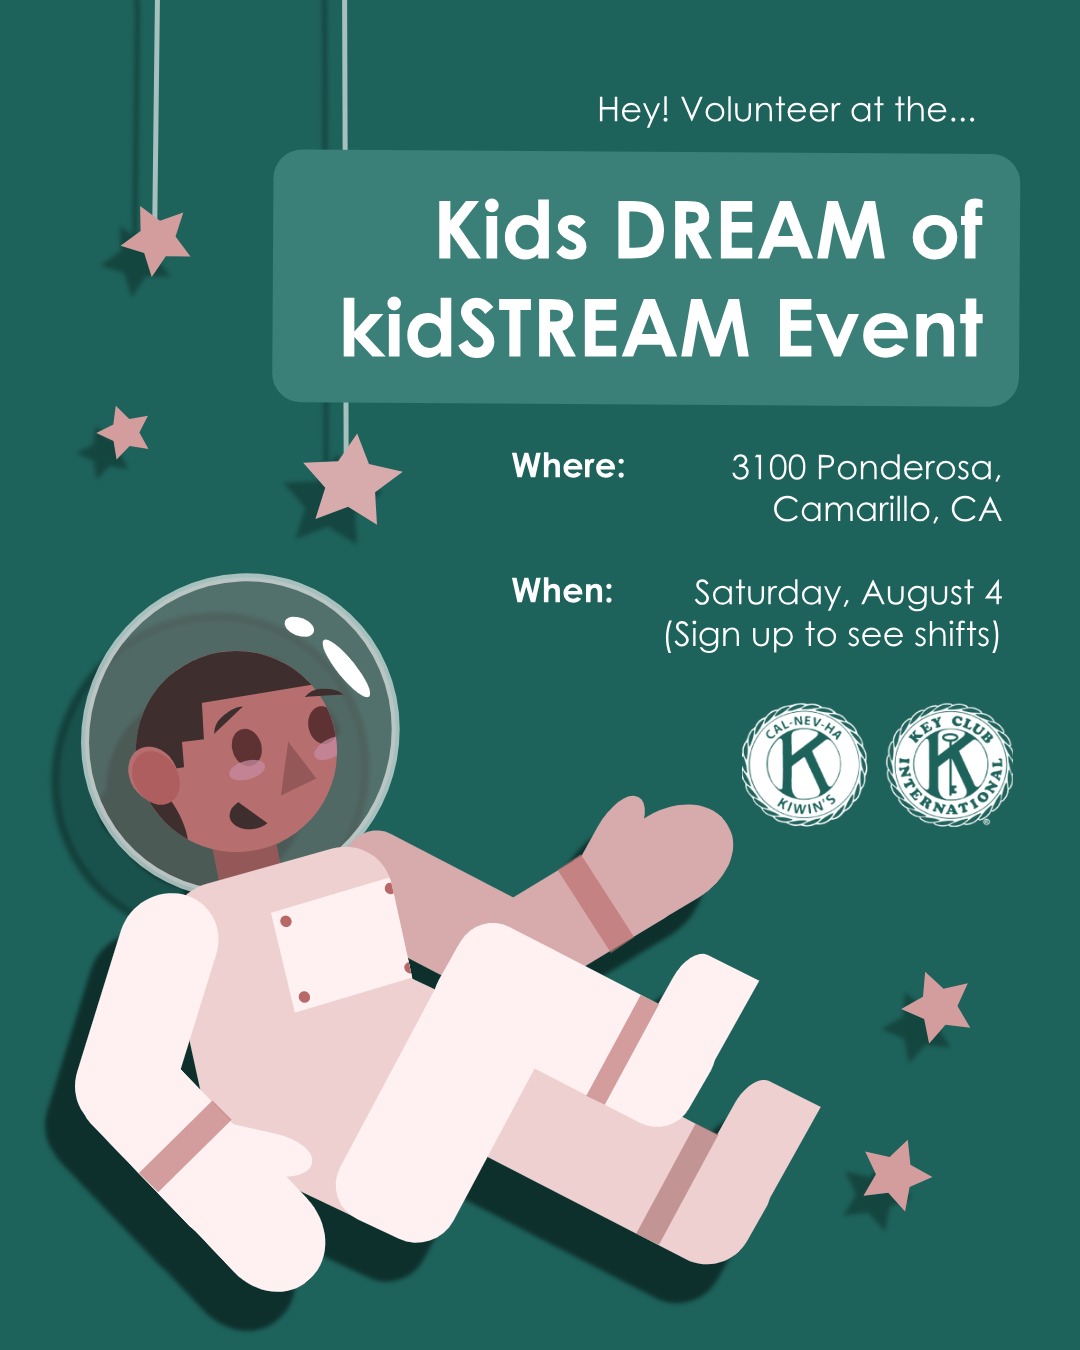 Hey! Volunteer at the...
Kids DREAM of
kidSTREAM Event
Where:
3100 Ponderosa,
Camarillo, CA
When:
Saturday, August 4
(Sign up to see shifts)
CAL-NEV-HA
K
KIWIN'S
KEY CLUB
K
INTERNATIONAL
®